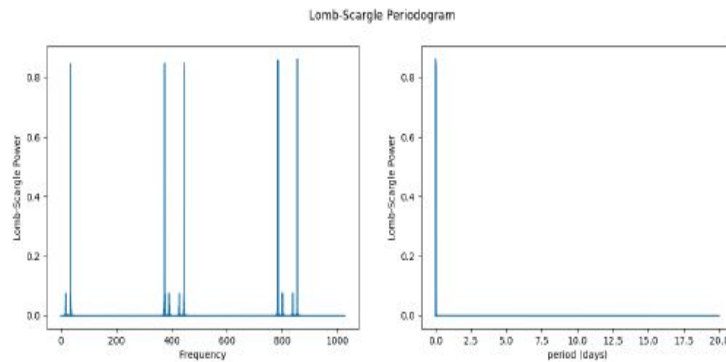 Lomb-Scargle Periodogram
Lomb-Scargle Power
0.8
0.6
0.4
0.2
0.0
0 200 400 600 800 1000
Frequency
Lomb-Scargle Power
0.8
0.6
0.4
0.2
0.0
0.0 2.5 5.0 7.5 10.0 12.5 15.0 17.5 20.0
period (days)